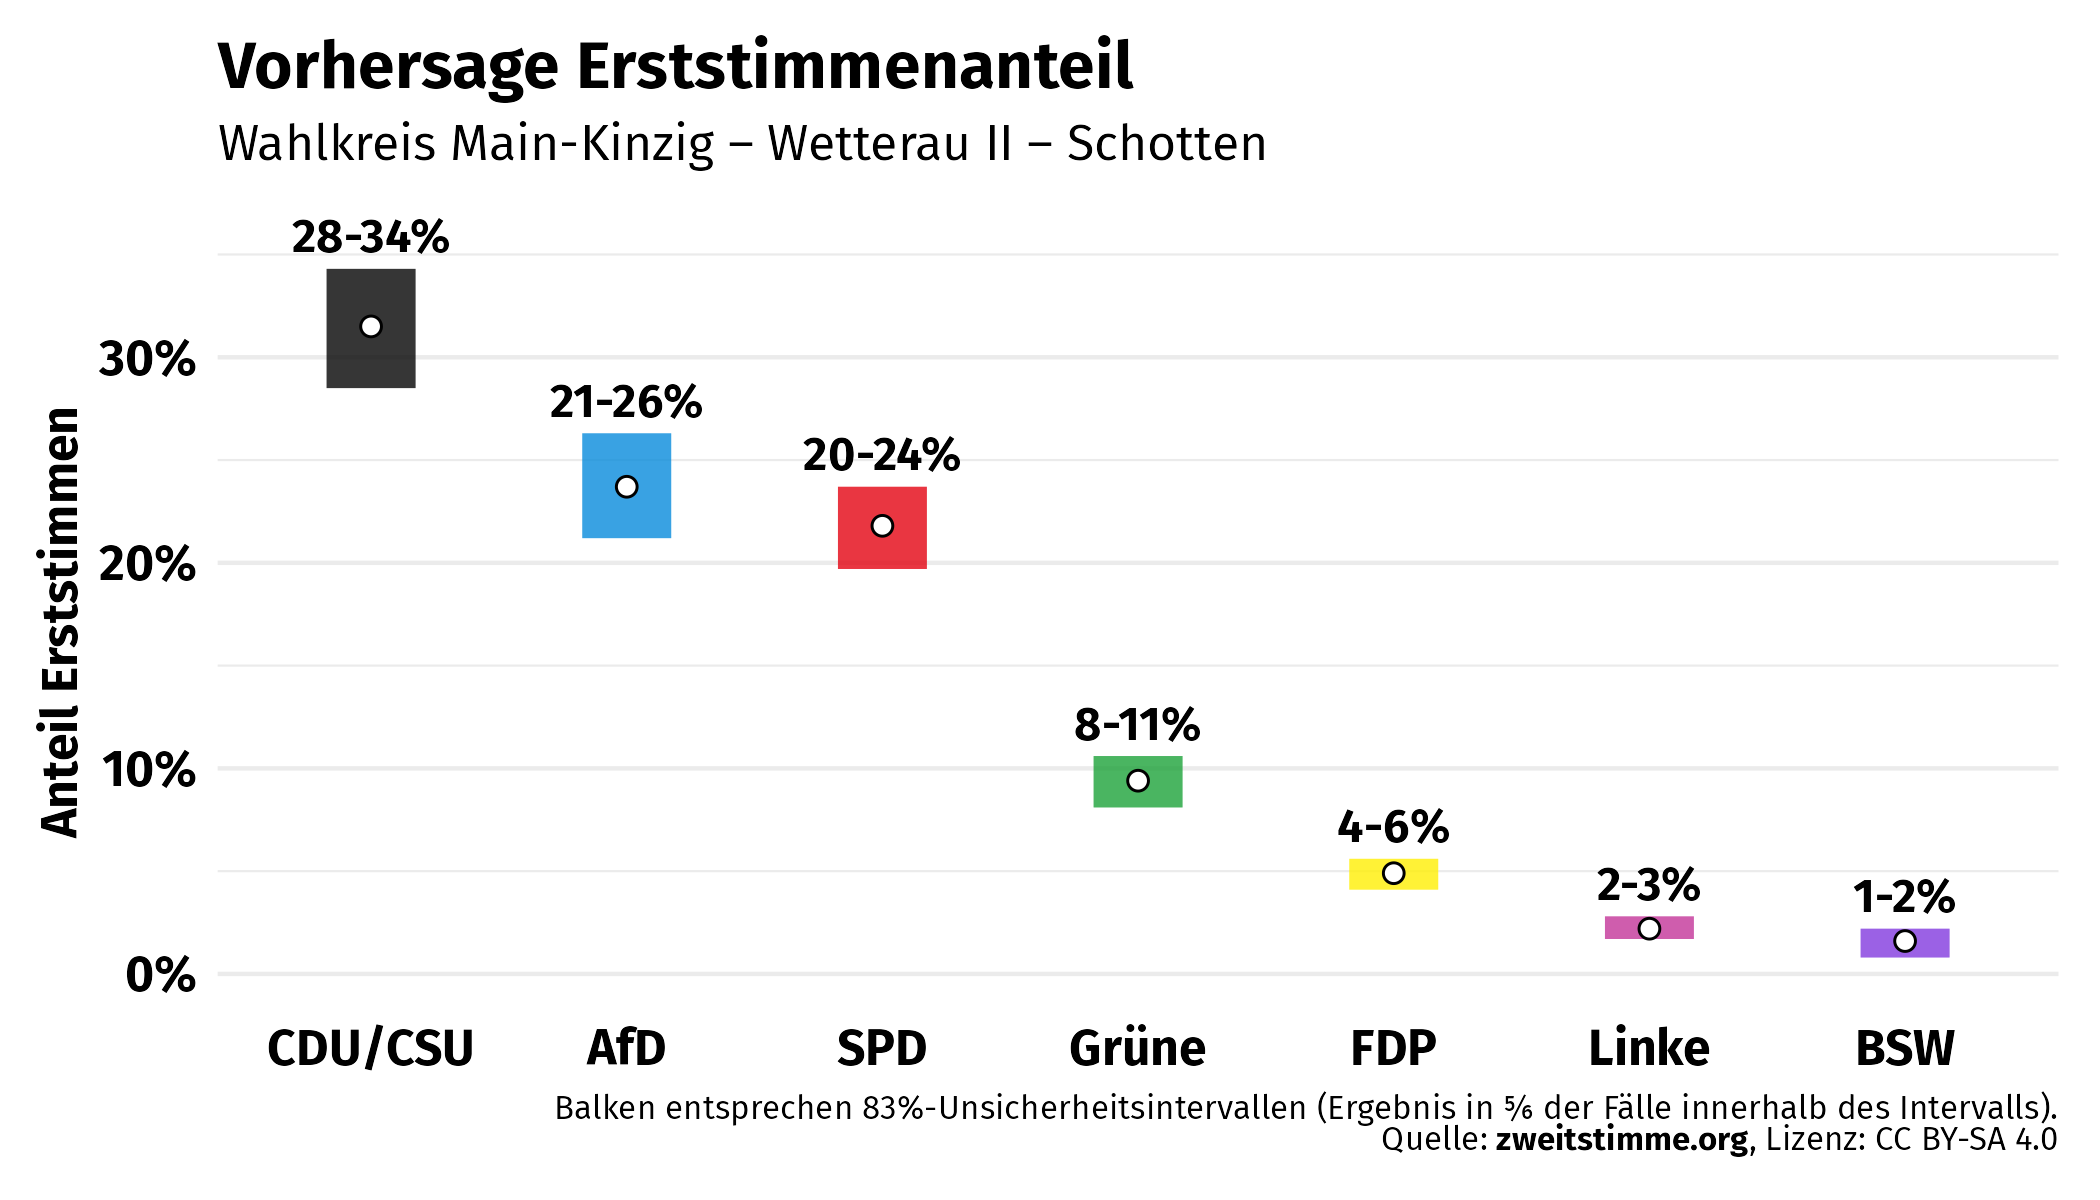 Vorhersage Erststimmenanteil
Wahlkreis Main-Kinzig – Wetterau II – Schotten
Anteil Erststimmen
30%
20%
10%
0%
28-34%
21-26%
20-24%
8-11%
4-6%
2-3%
1-2%
CDU/CSU AfD SPD Grüne FDP Linke BSW
Balken entsprechen 83%-Unsicherheitsintervallen (Ergebnis in ⅚ der Fälle innerhalb des Intervalls).
Quelle: zweitstimme.org, Lizenz: CC BY-SA 4.0